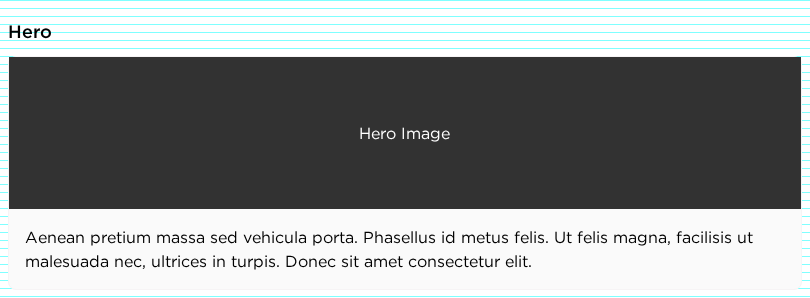 Hero
Hero Image
Aenean pretium massa sed vehicula porta. Phasellus id metus felis. Ut felis magna, facilisis ut
malesuada nec, ultrices in turpis. Donec sit amet consectetur elit.